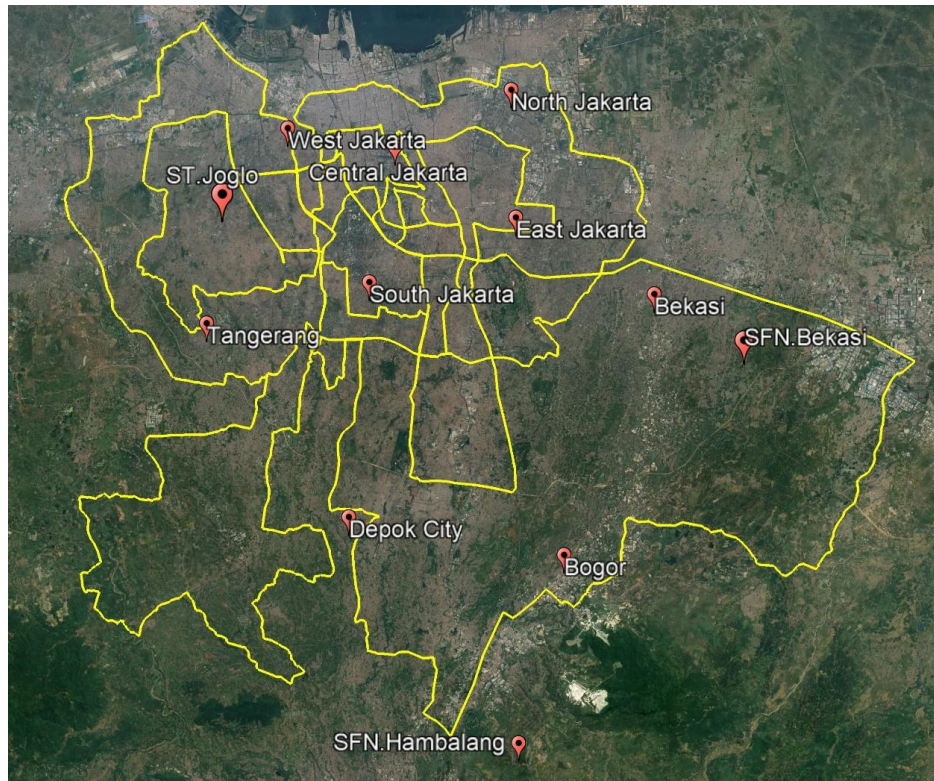 North Jakarta
West Jakarta
Central Jakarta
ST.Joglo
East Jakarta
South Jakarta
Bekasi
Tangerang
SFN.Bekasi
Depok City
Bogor
SFN.Hambalang